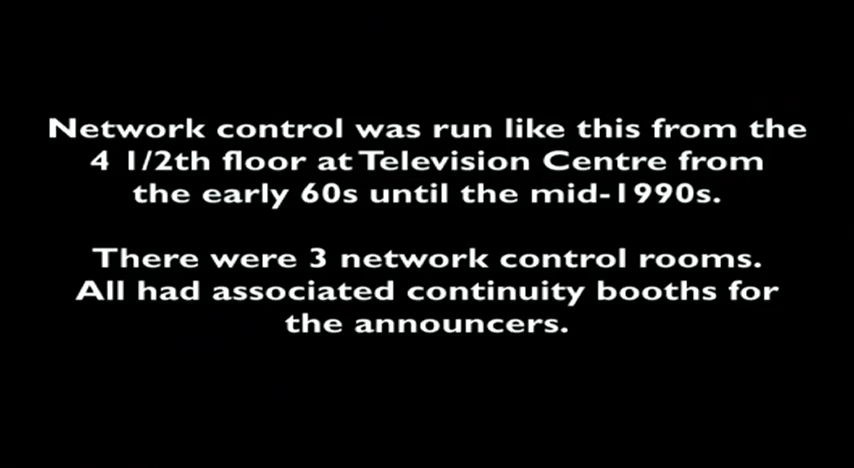 Network control was run like this from the
4 1/2th floor at Television Centre from
the early 60s until the mid-1990s.
There were 3 network control rooms.
All had associated continuity booths for
the announcers.